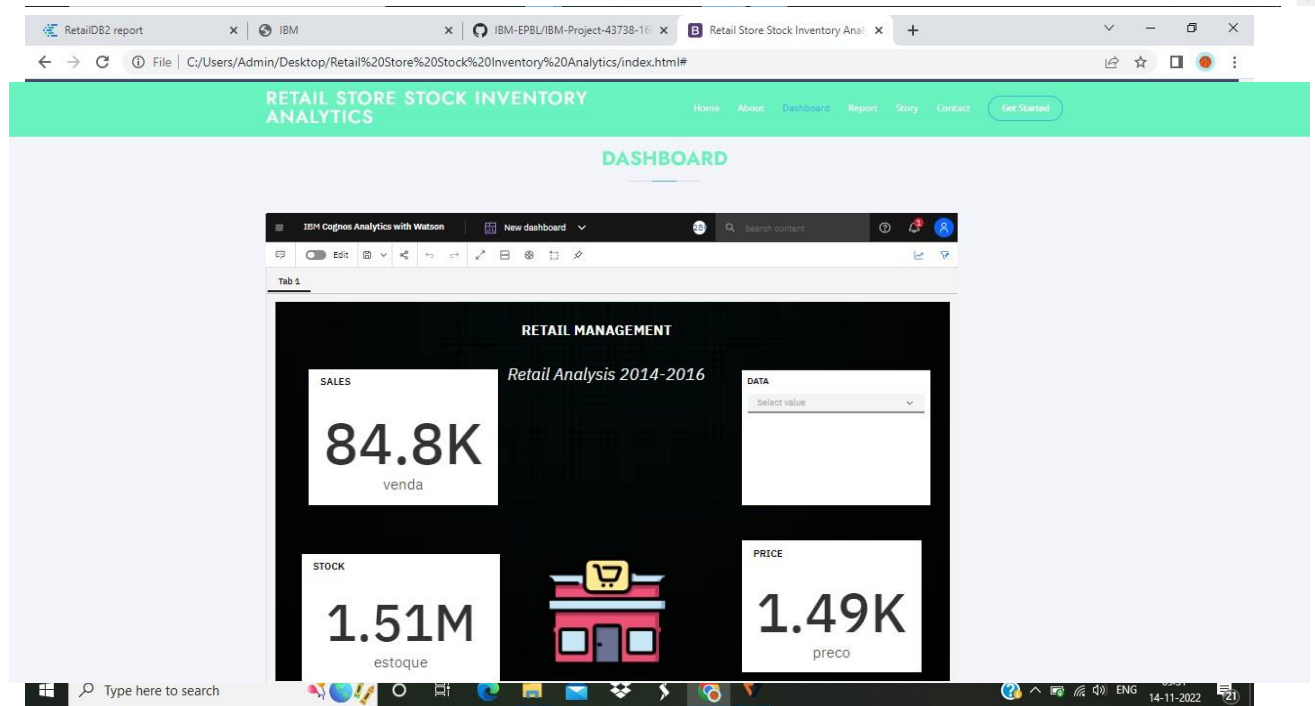 RetailDB2 report
IBM
IBM-EPBL/IBM-Project-43738-16
Retail Store Stock Inventory Anal
File | C:/Users/Admin/Desktop/Retail%20Store%20Stock%20Inventory%20Analytics/index.html#
RETAIL STORE STOCK INVENTORY
ANALYTICS
Home About Dashboard Report Story Contact Get Started
DASHBOARD
IBM Cognos Analytics with Watson New dashboard Search content 1
Edit
Tab 1
RETAIL MANAGEMENT
Retail Analysis 2014-2016
SALES
84.8K
venda
DATA
Select value
STOCK
1.51M
estoque
PRICE
1.49K
preco
Type here to search
ENG
14-11-2022
21